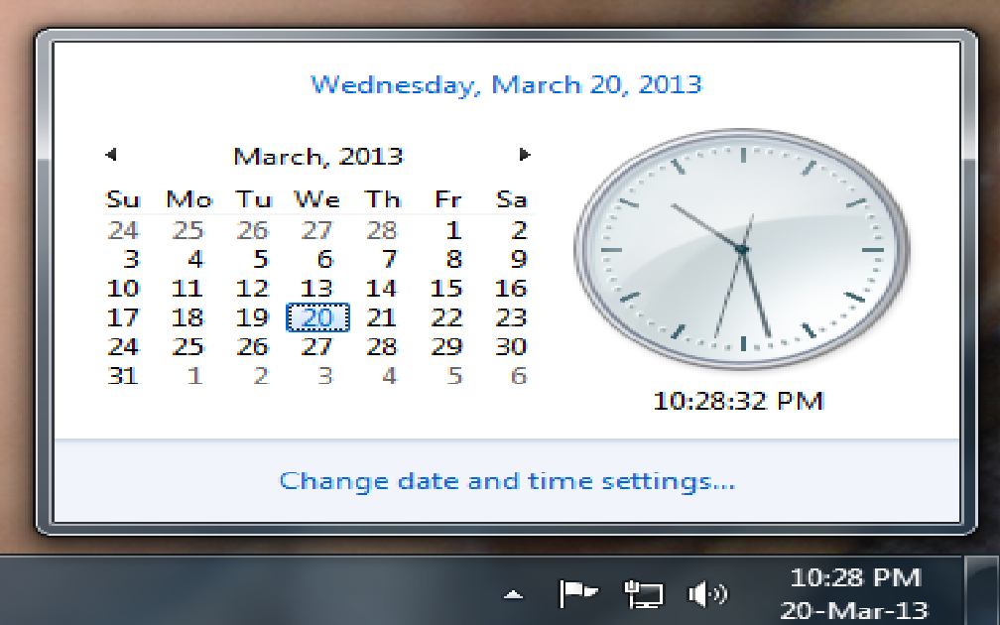 Wednesday, March 20, 2013
March, 2013
Su Mo Tu We Th Fr Sa
24 25 26 27 28 1 2
3 4 5 6 7 8 9
10 11 12 13 14 15 16
17 18 19 20 21 22 23
24 25 26 27 28 29 30
31 1 2 3 4 5 6
10:28:32 PM
Change date and time settings...
10:28 PM
20-Mar-13